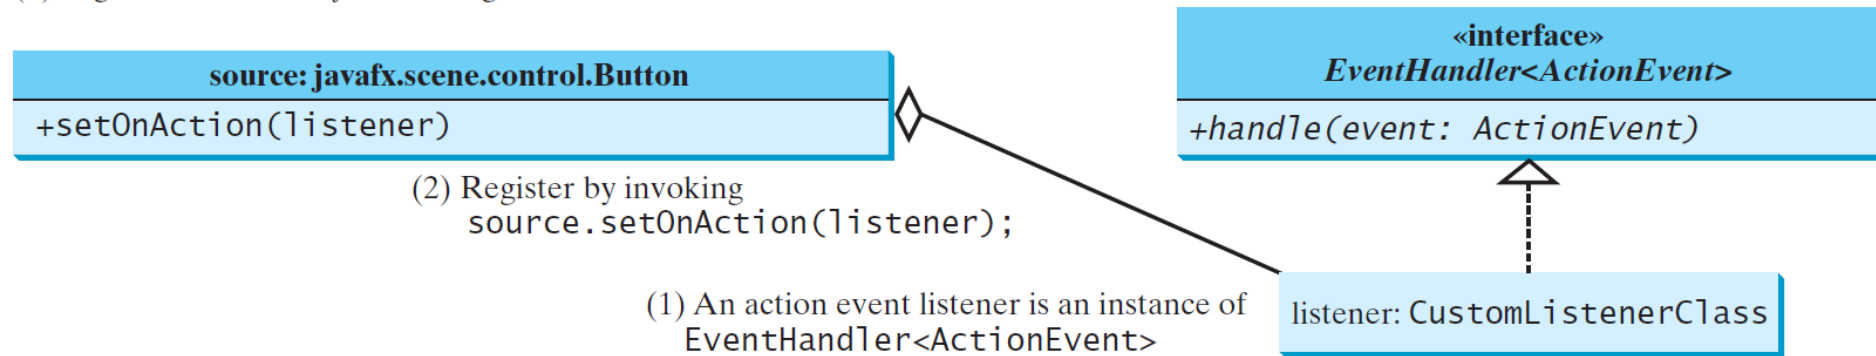 source: javafx.scene.control.Button
+setOnAction(listener)
«interface»
EventHandler<ActionEvent>
+handle(event: ActionEvent)
(2) Register by invoking
source.setOnAction(listener);
(1) An action event listener is an instance of
EventHandler<ActionEvent>
listener: CustomListenerClass